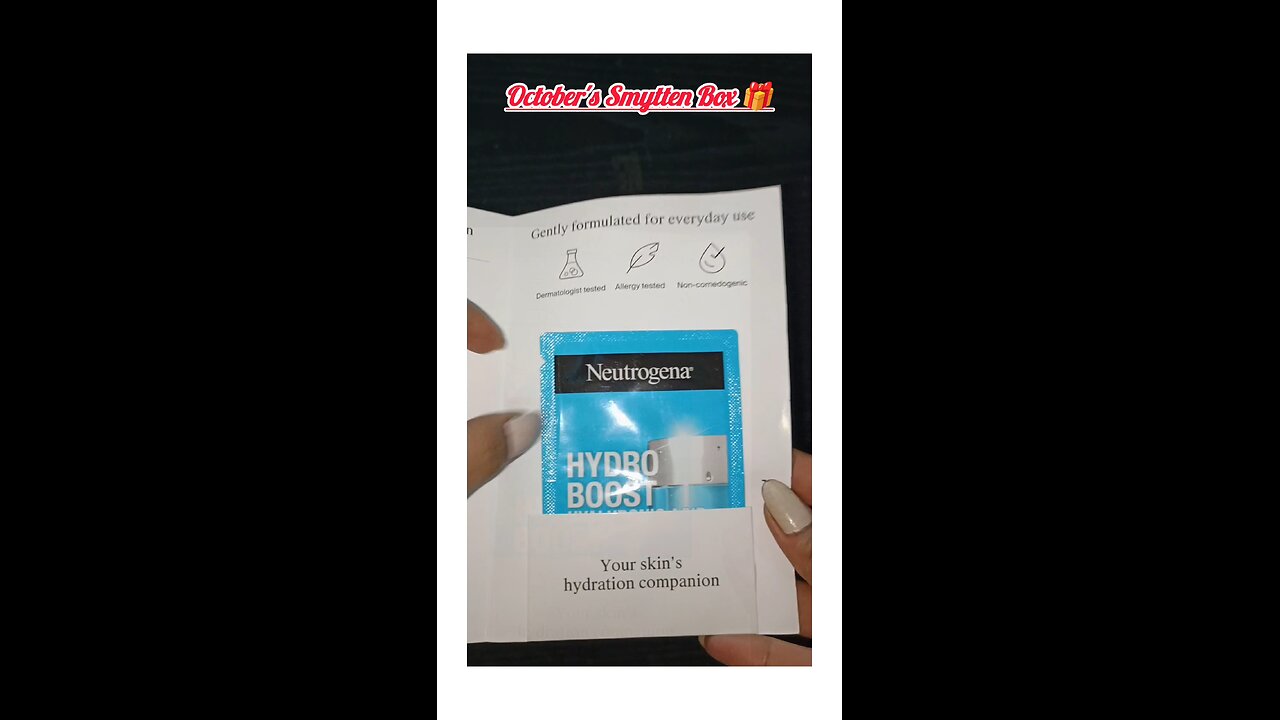 October's Smytten Box 🎁
n
Gently formulated for everyday use
Dermatologist tested Allergy tested Non-comedogenic
Neutrogena®
HYDRO
BOOST
Your skin's
hydration companion